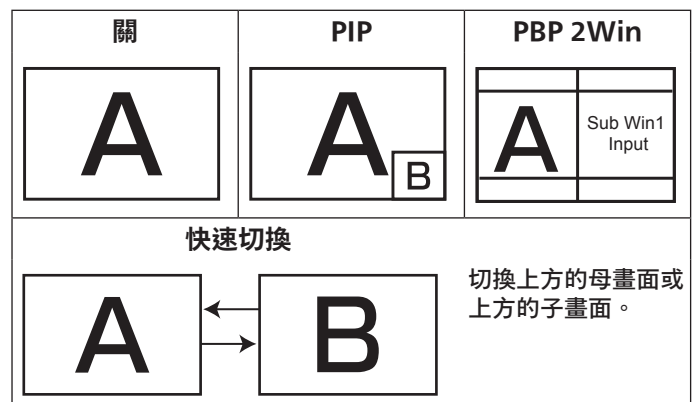 關
PIP
PBP 2Win
A
A
B
A
Sub Win1
Input
快速切換
A
B
切換上方的母畫面或
上方的子畫面。